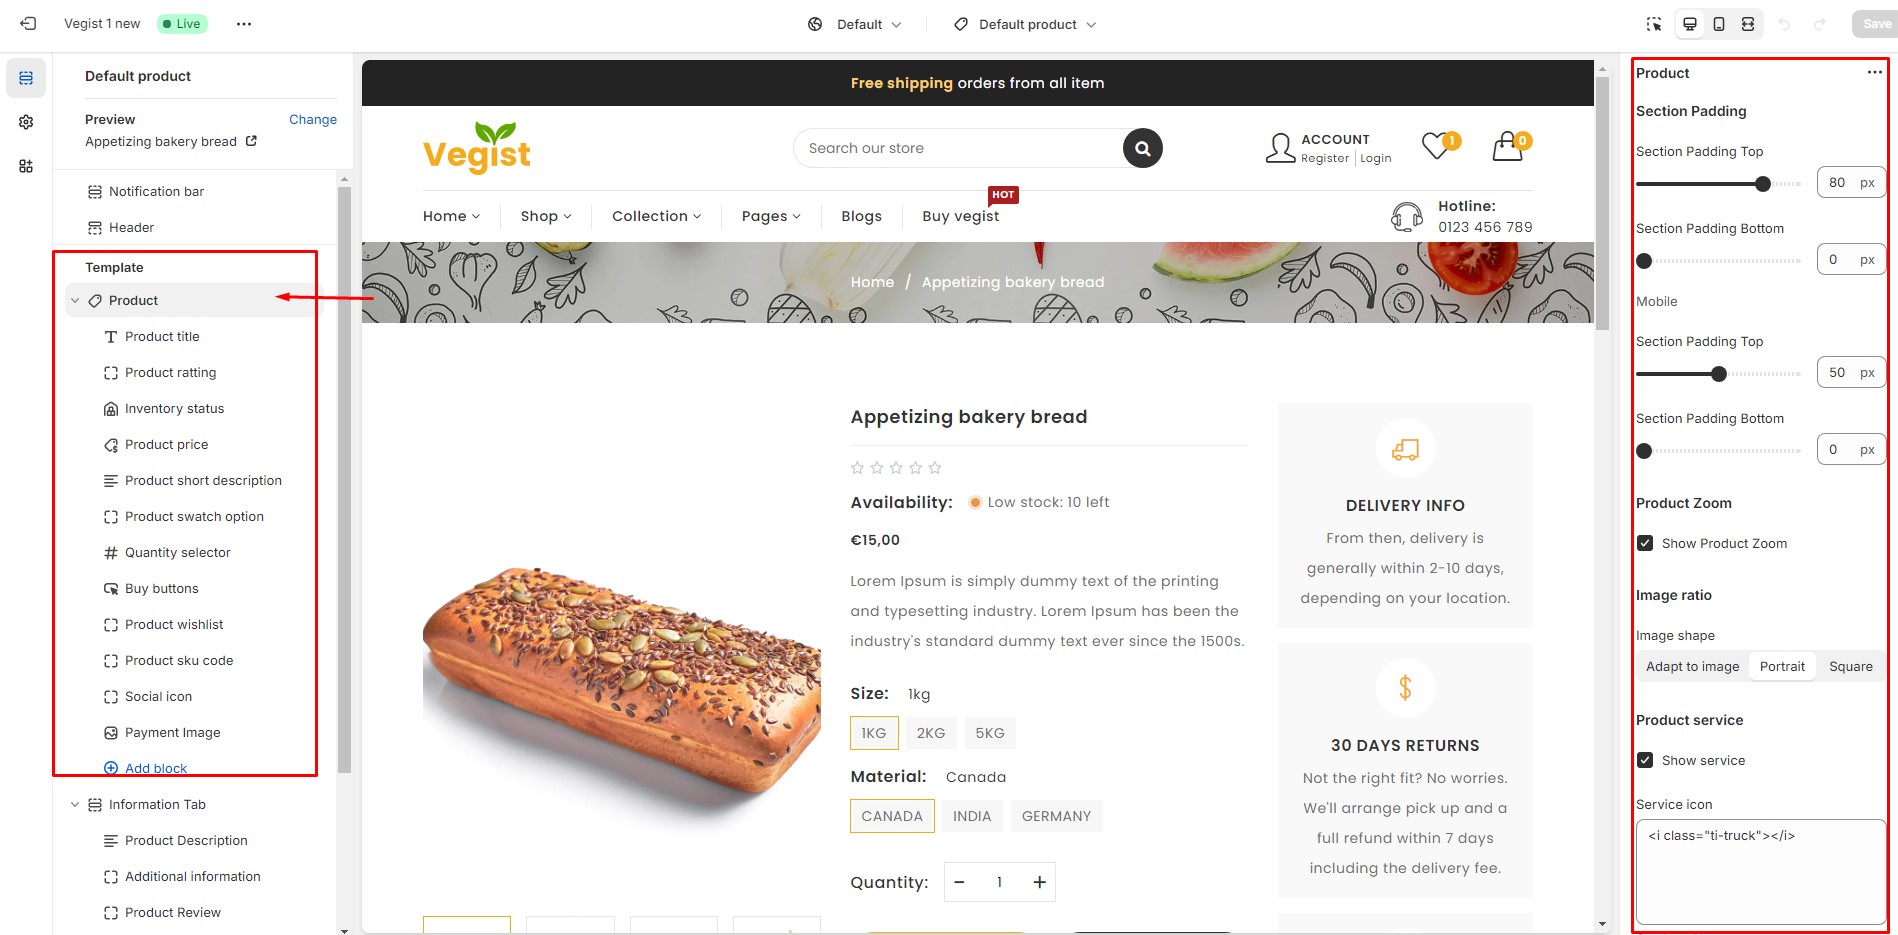 Vegist 1 new
Live
Default
Default product
Save
Default product
Preview
Change
Appetizing bakery bread
Notification bar
Header
Template
Product
Product title
Product ratting
Inventory status
Product price
Product short description
Product swatch option
Quantity selector
Buy buttons
Product wishlist
Product sku code
Social icon
Payment Image
Add block
Information Tab
Product Description
Additional information
Product Review
Free shipping orders from all item
Vegist
Search our store
ACCOUNT
Register
Login
1
0
Home
Shop
Collection
Pages
Blogs
Buy vegist
HOT
Hotline:
0123 456 789
Home / Appetizing bakery bread
Appetizing bakery bread
Availability: Low stock: 10 left
€15,00
Lorem Ipsum is simply dummy text of the printing
and typesetting industry. Lorem Ipsum has been the
industry's standard dummy text ever since the 1500s.
Size: 1kg
1KG
2KG
5KG
Material: Canada
CANADA
INDIA
GERMANY
Quantity: − 1 +
DELIVERY INFO
From then, delivery is
generally within 2-10 days,
depending on your location.
$
30 DAYS RETURNS
Not the right fit? No worries.
We'll arrange pick up and a
full refund within 7 days
including the delivery fee.
Product
Section Padding
Section Padding Top
80 px
Section Padding Bottom
0 px
Mobile
Section Padding Top
50 px
Section Padding Bottom
0 px
Product Zoom
Show Product Zoom
Image ratio
Image shape
Adapt to image
Portrait
Square
Product service
Show service
Service icon
<i class="ti-truck"></i>